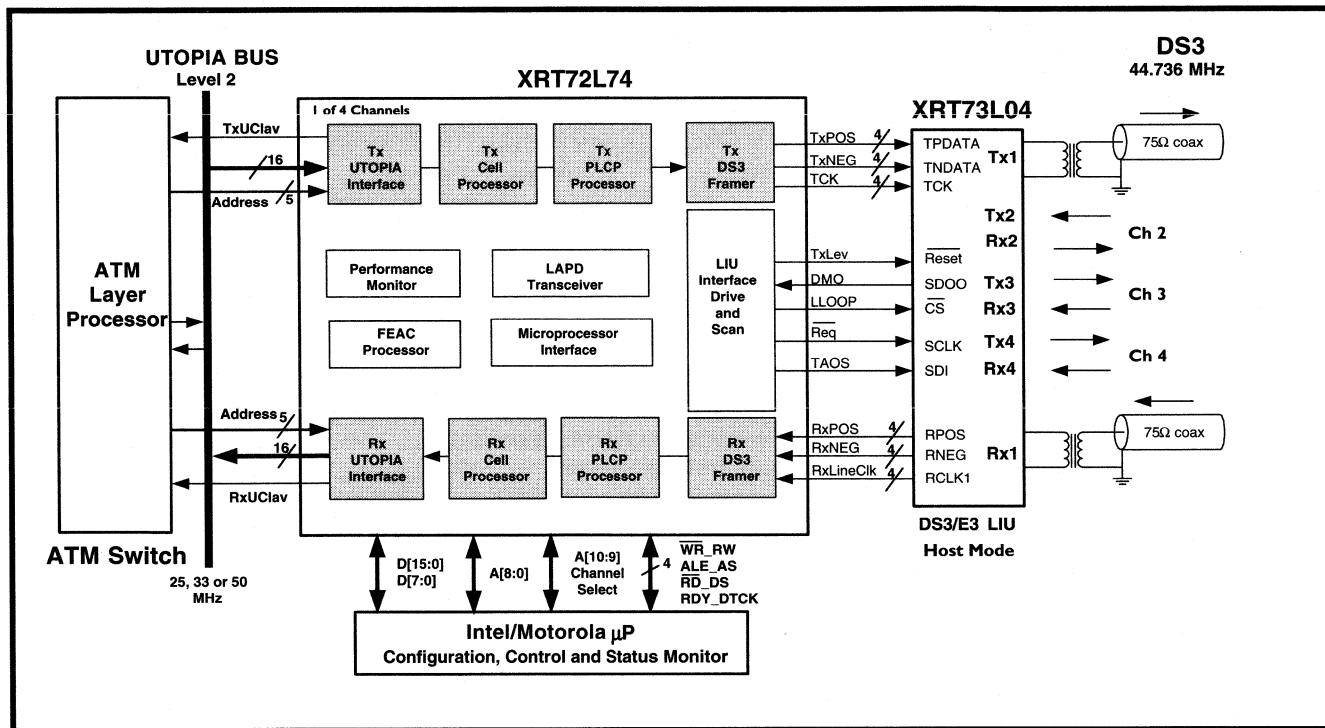 UTOPIA BUS
Level 2
XRT72L74
DS3
44.736 MHz
XRT73L04
1 of 4 Channels
TxUClav
16
Address
5
Tx
UTOPIA
Interface
Tx
Cell
Processor
Tx
PLCP
Processor
Tx
DS3
Framer
TxPOS
4
TxNEG
4
TCK
4
TPDATA
TNDATA
TCK
Tx1
75Ω coax
ATM
Layer
Processor
Performance
Monitor
LAPD
Transceiver
FEAC
Processor
Microprocessor
Interface
LIU
Interface
Drive
and
Scan
TxLev
DMO
LLOOP
Req
TAOS
Reset
SDOO
CS
SCLK
SDI
Tx2
Rx2
Tx3
Rx3
Tx4
Rx4
Ch 2
Ch 3
Ch 4
Address
5
16
RxUClav
Rx
UTOPIA
Interface
Rx
Cell
Processor
Rx
PLCP
Processor
Rx
DS3
Framer
RxPOS
4
RxNEG
4
RxLineClk
4
RPOS
RNEG
RCLK1
Rx1
75Ω coax
ATM Switch
25, 33 or 50
MHz
DS3/E3 LIU
Host Mode
D[15:0]
D[7:0]
A[8:0]
A[10:9]
Channel
Select
4
WR_RW
ALE_AS
RD_DS
RDY_DTCK
Intel/Motorola µP
Configuration, Control and Status Monitor